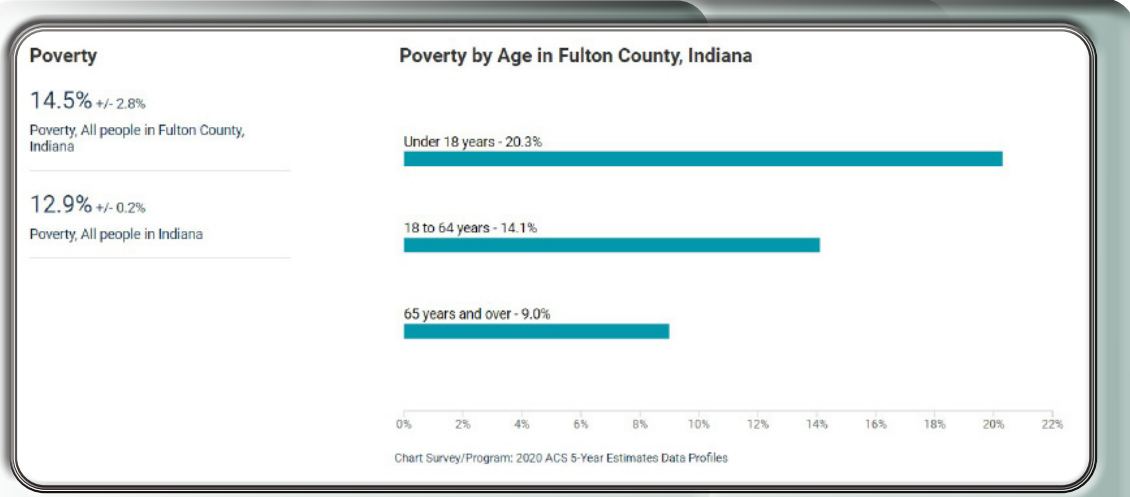 Poverty
14.5% +/- 2.8%
Poverty, All people in Fulton County,
Indiana
12.9% +/- 0.2%
Poverty, All people in Indiana
Poverty by Age in Fulton County, Indiana
Under 18 years - 20.3%
18 to 64 years - 14.1%
65 years and over - 9.0%
0% 2% 4% 6% 8% 10% 12% 14% 16% 18% 20% 22%
Chart Survey/Program: 2020 ACS 5-Year Estimates Data Profiles